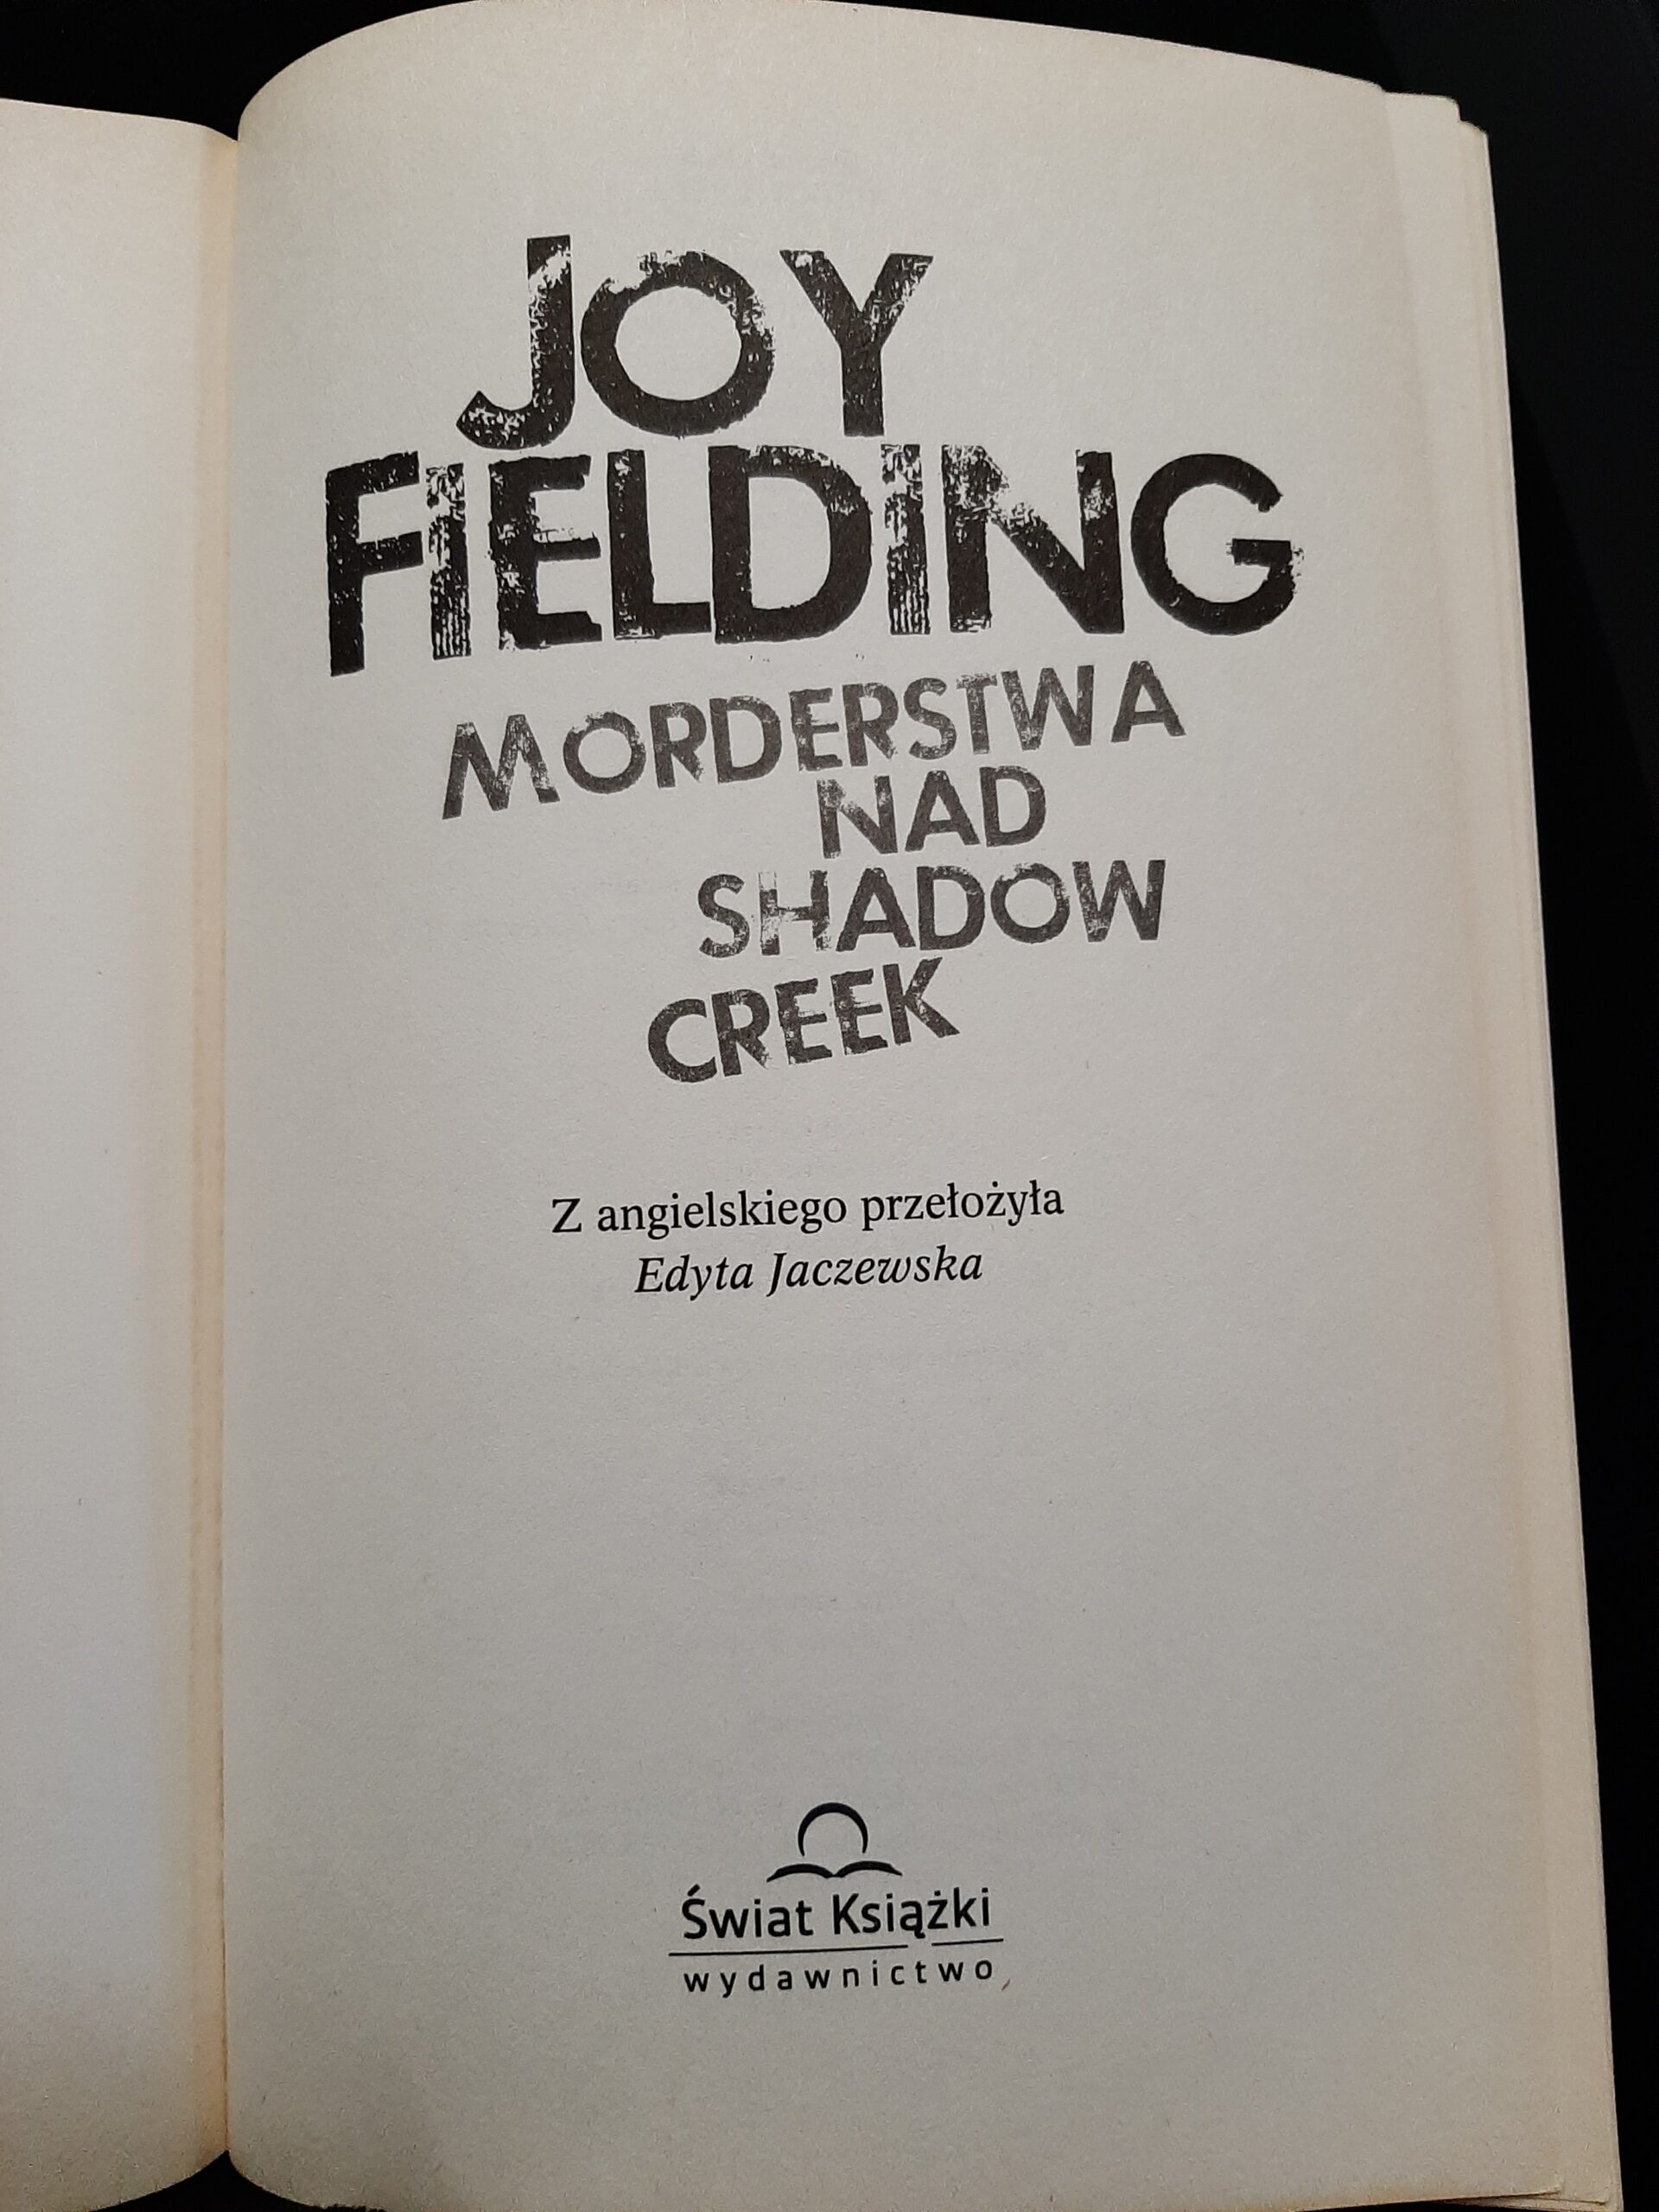 JOY
FIELDING
MORDERSTWA
NAD
SHADOW
CREEK
Z angielskiego przełożyła
Edyta Jaczewska
Świat Książki
wydawnictwo